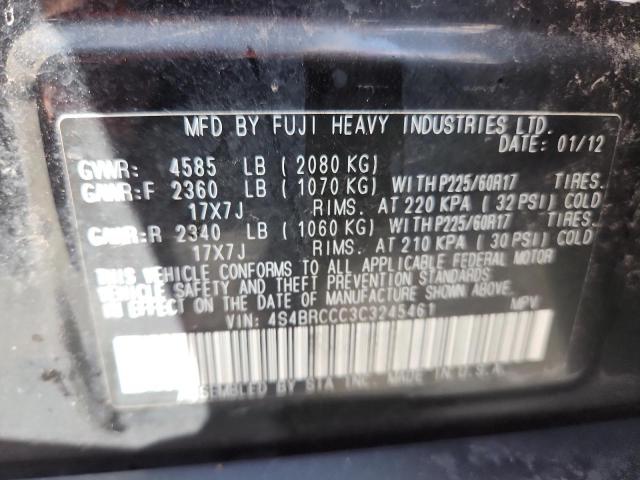 MFD BY FUJI HEAVY INDUSTRIES LTD.
DATE: 01/12
GVWR: 4585 LB (2080 KG)
GAWR:F 2360 LB (1070 KG) WITH P225/60R17 TIRES.
17X7J RIMS. AT 220 KPA (32 PSI) COLD
GAWR:R 2340 LB (1060 KG) WITH P225/60R17 TIRES.
17X7J RIMS. AT 210 KPA (30 PSI) COLD
THIS VEHICLE CONFORMS TO ALL APPLICABLE FEDERAL MOTOR
VEHICLE SAFETY AND THEFT PREVENTION STANDARDS
IN EFFECT ON THE DATE OF MANUFACTURE SHOWN ABOVE.
VIN: 4S4BRCCC3C3245461 MPV
ASSEMBLED BY SIA INC. MADE IN U.S.A.